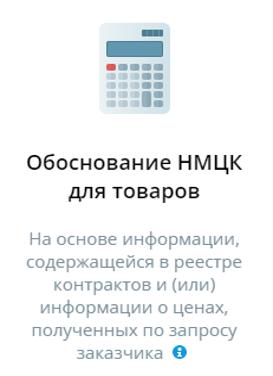 Обоснование НМЦК
для товаров
На основе информации,
содержащейся в реестре
контрактов и (или)
информации о ценах,
полученных по запросу
заказчика